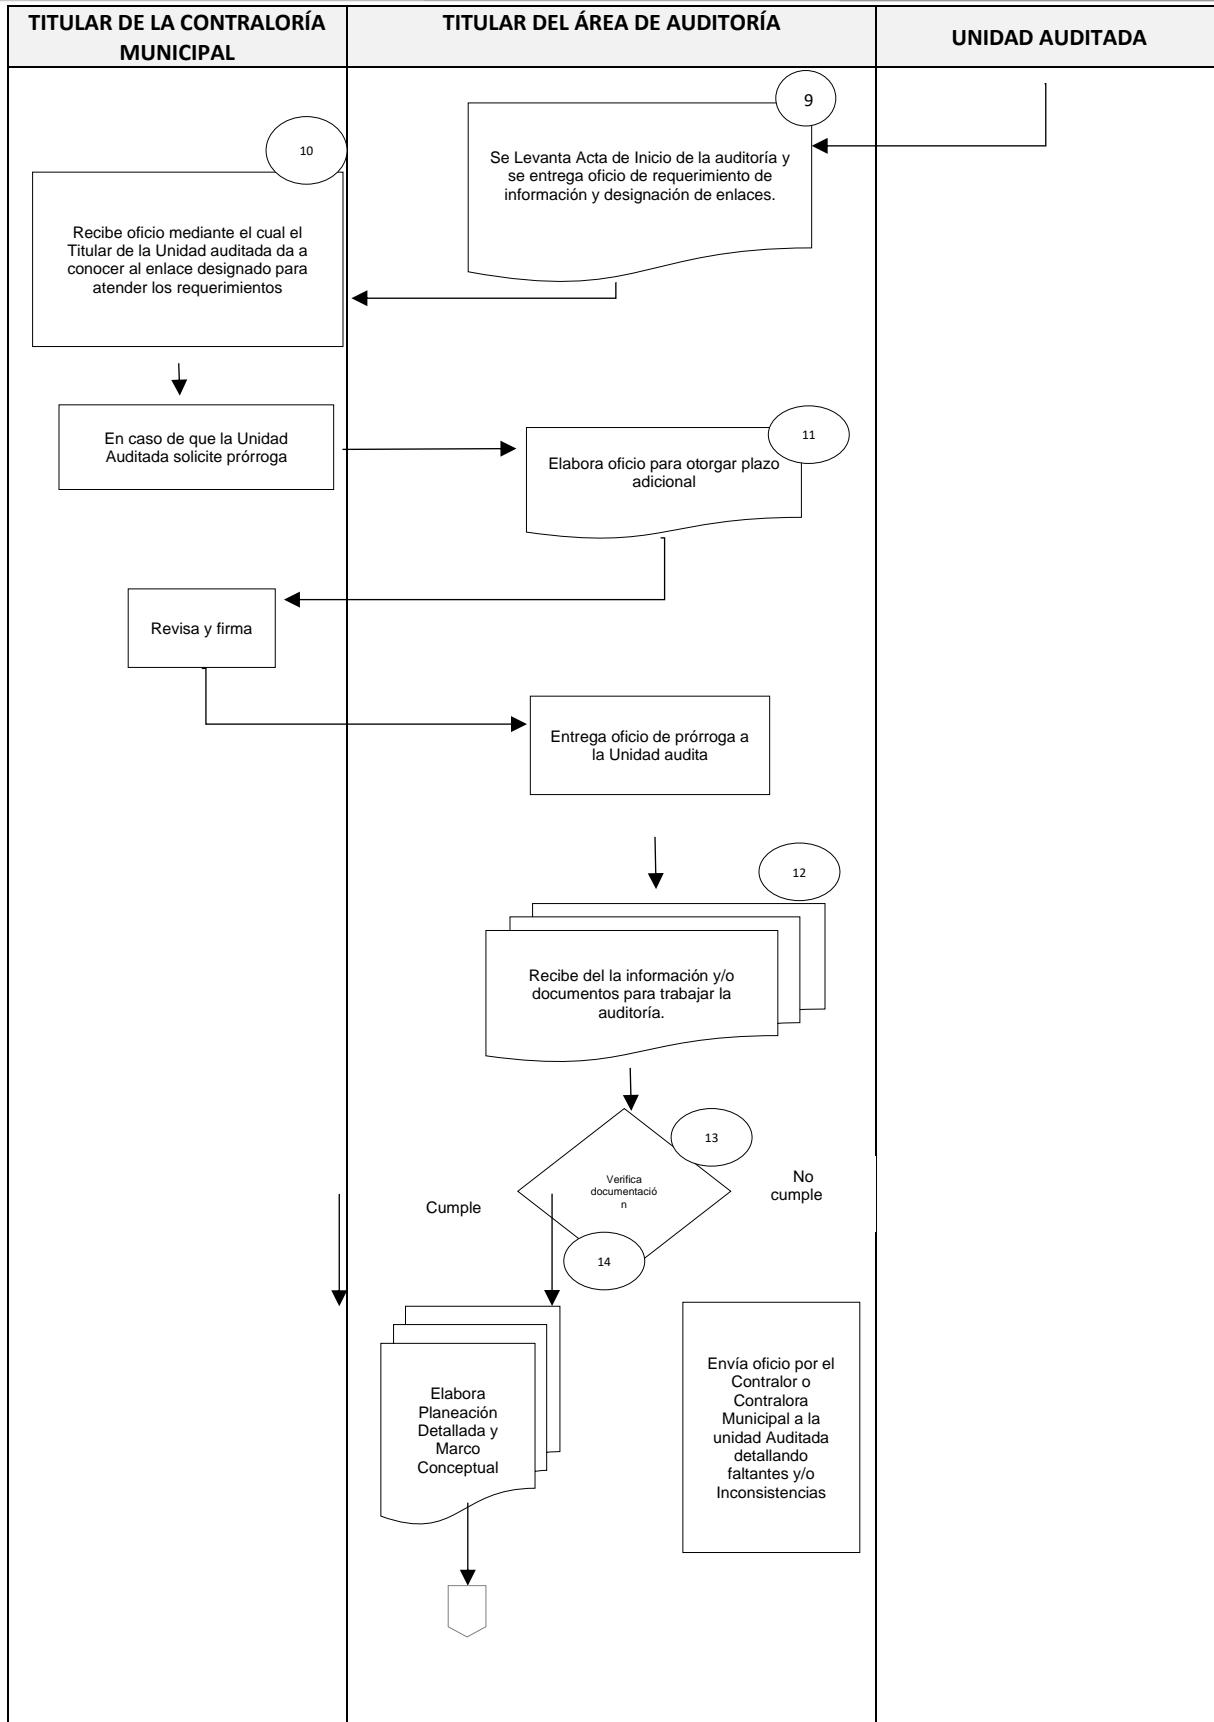 TITULAR DE LA CONTRALORÍA
MUNICIPAL
TITULAR DEL ÁREA DE AUDITORÍA
UNIDAD AUDITADA
9
Se Levanta Acta de Inicio de la auditoría y
se entrega oficio de requerimiento de
información y designación de enlaces.
10
Recibe oficio mediante el cual el
Titular de la Unidad auditada da a
conocer al enlace designado para
atender los requerimientos
En caso de que la Unidad
Auditada solicite prórroga
11
Elabora oficio para otorgar plazo
adicional
Revisa y firma
Entrega oficio de prórroga a
la Unidad audita
12
Recibe del la información y/o
documentos para trabajar la
auditoría.
13
Verifica
documentació
n
Cumple
No
cumple
14
Elabora
Planeación
Detallada y
Marco
Conceptual
Envía oficio por el
Contralor o
Contralora
Municipal a la
unidad Auditada
detallando
faltantes y/o
Inconsistencias